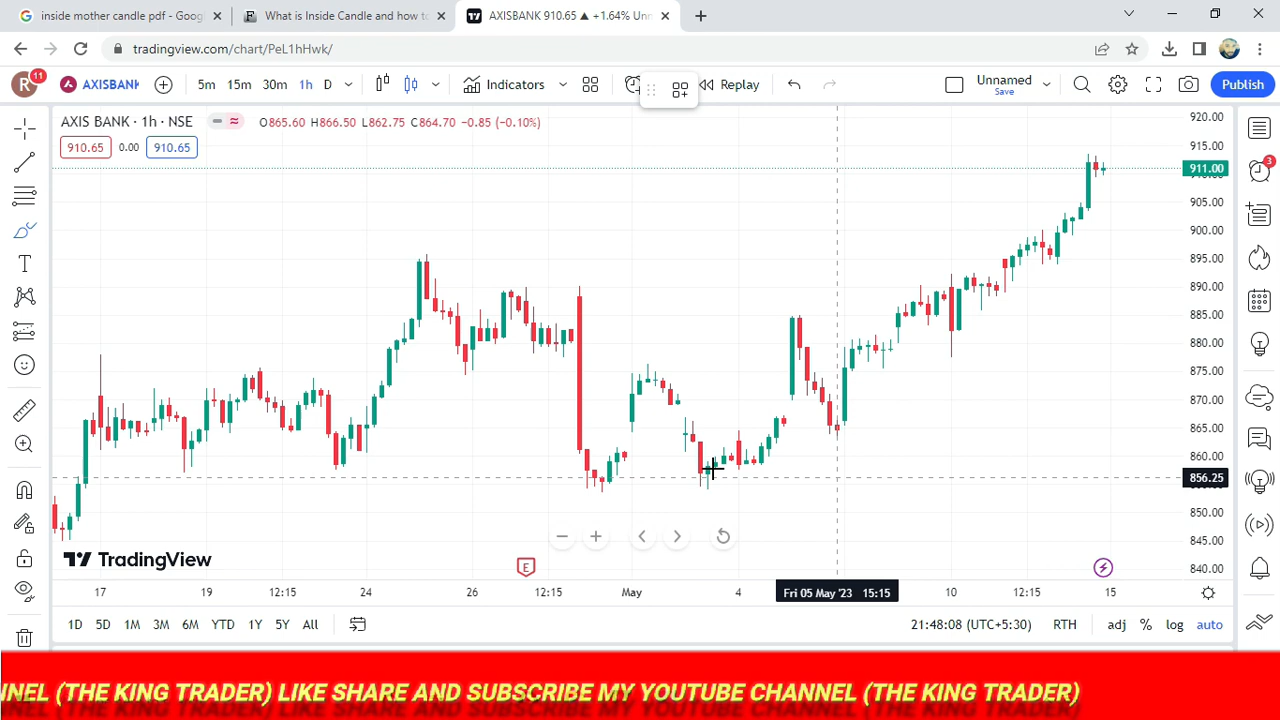 inside mother candle pdf - Goog
What is Inside Candle and how to
AXISBANK 910.65 ▲ +1.64% Unn
tradingview.com/chart/PeL1hHwk/
R
11
AXISBANK
5m
15m
30m
1h
D
Indicators
Replay
Unnamed
Save
Publish
AXIS BANK · 1h · NSE
O865.60 H866.50 L862.75 C864.70 −0.85 (−0.10%)
910.65
0.00
910.65
920.00
915.00
911.00
905.00
900.00
895.00
890.00
885.00
880.00
875.00
870.00
865.00
860.00
856.25
850.00
845.00
840.00
3
TradingView
E
17
19
12:15
24
26
12:15
May
4
Fri 05 May '23 15:15
10
12:15
15
1D
5D
1M
3M
6M
YTD
1Y
5Y
All
21:48:08 (UTC+5:30)
RTH
adj
%
log
auto
NNEL (THE KING TRADER) LIKE SHARE AND SUBSCRIBE MY YOUTUBE CHANNEL (THE KING TRADER)